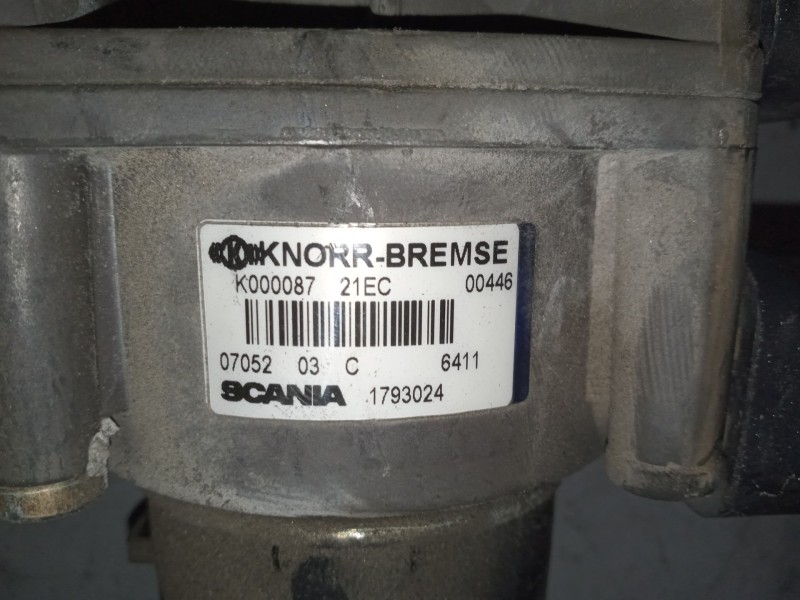 KNORR-BREMSE
K000087 21EC 00446
07052 03 C 6411
SCANIA 1793024